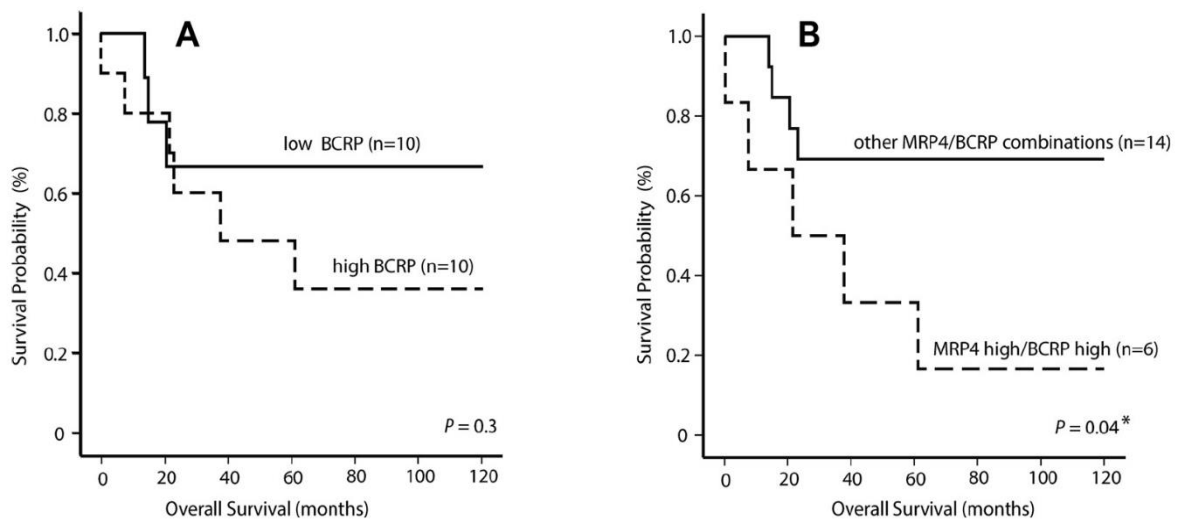 A
Survival Probability (%)
1.0
0.8
0.6
0.4
0.2
0
low BCRP (n=10)
high BCRP (n=10)
P = 0.3
0 20 40 60 80 100 120
Overall Survival (months)
B
Survival Probability (%)
1.0
0.8
0.6
0.4
0.2
0
other MRP4/BCRP combinations (n=14)
MRP4 high/BCRP high (n=6)
P = 0.04*
0 20 40 60 80 100 120
Overall Survival (months)